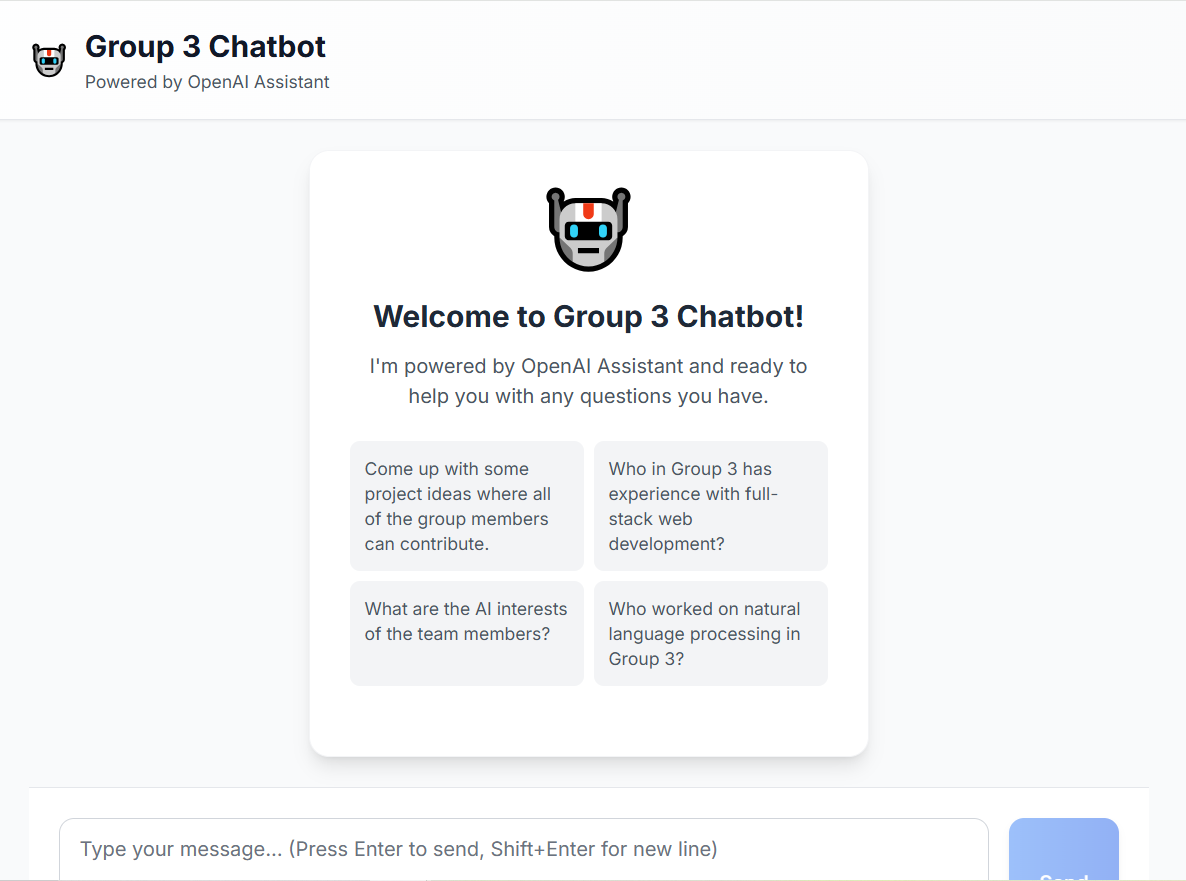 Group 3 Chatbot
Powered by OpenAI Assistant
Welcome to Group 3 Chatbot!
I'm powered by OpenAI Assistant and ready to
help you with any questions you have.
Come up with some
project ideas where all
of the group members
can contribute.
Who in Group 3 has
experience with full-
stack web
development?
What are the AI interests
of the team members?
Who worked on natural
language processing in
Group 3?
Type your message... (Press Enter to send, Shift+Enter for new line)
Send